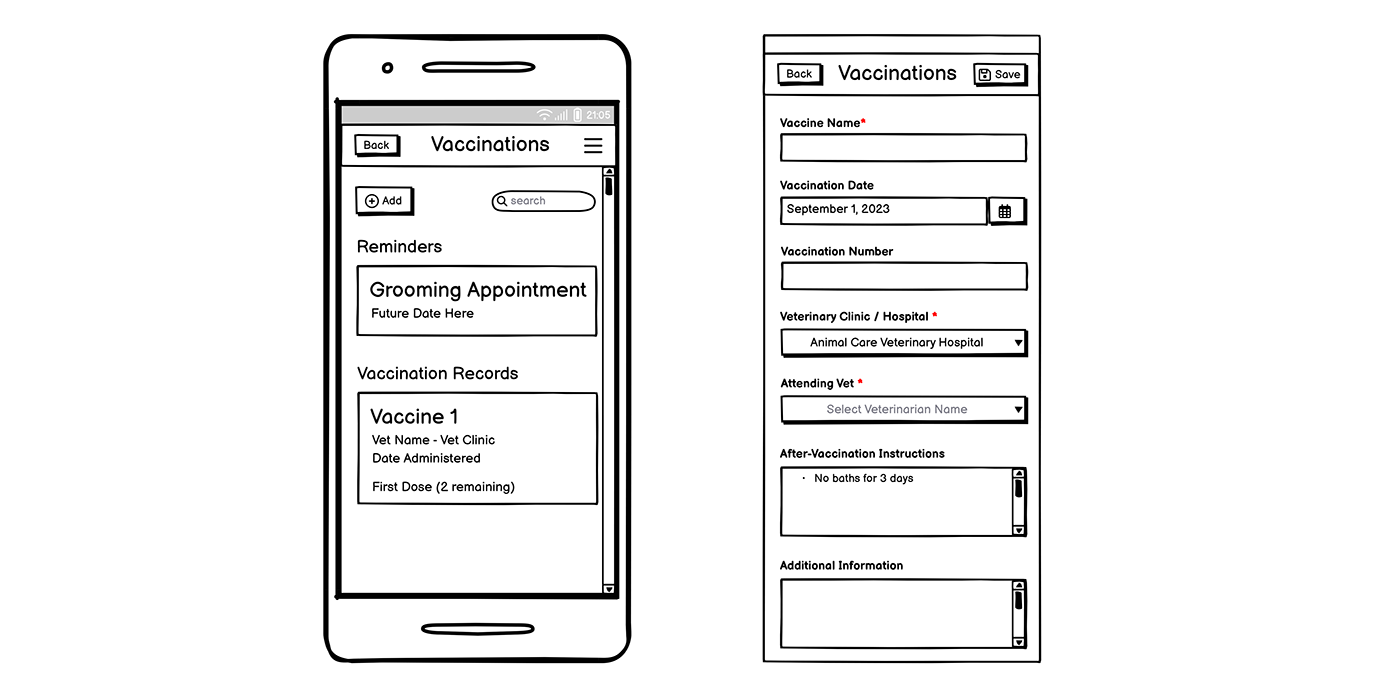 21:05
Back Vaccinations
Add search
Reminders
Grooming Appointment
Future Date Here
Vaccination Records
Vaccine 1
Vet Name - Vet Clinic
Date Administered
First Dose (2 remaining)
Back Vaccinations Save
Vaccine Name*
Vaccination Date
September 1, 2023
Vaccination Number
Veterinary Clinic / Hospital *
Animal Care Veterinary Hospital
Attending Vet *
Select Veterinarian Name
After-Vaccination Instructions
· No baths for 3 days
Additional Information